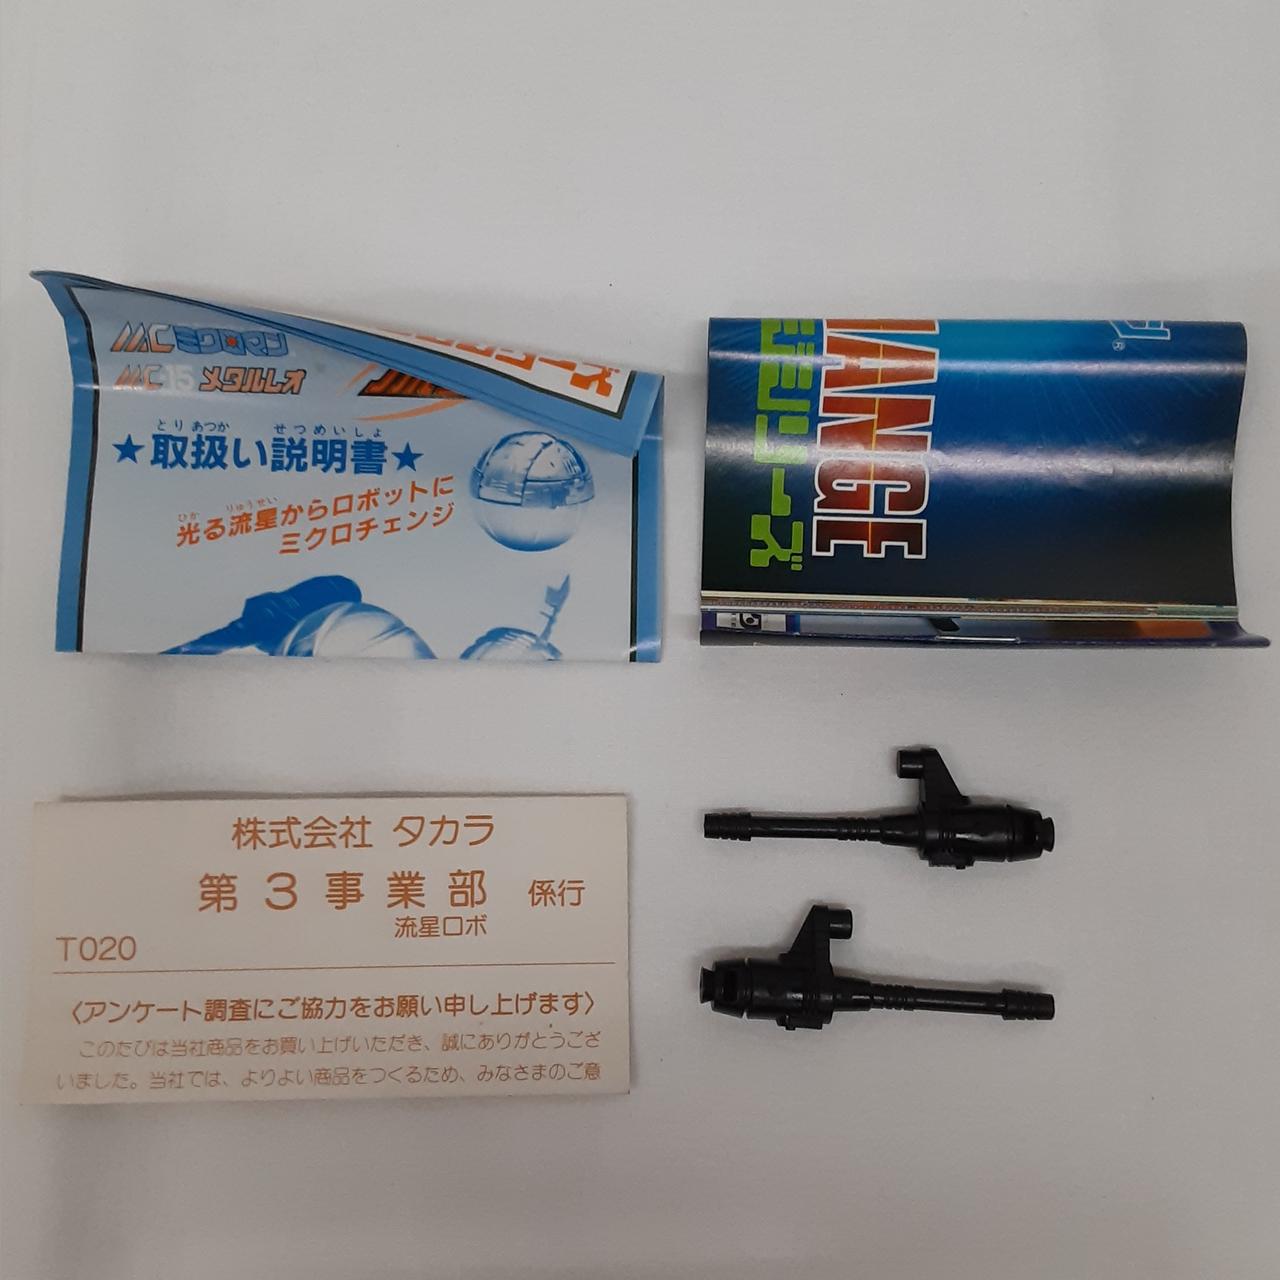 MC ミクロマン
MC 15 メタルレオ
とりあつか せつめいしょ
★取扱い説明書★
ひか りゅうせい
光る流星からロボットに
ミクロチェンジ
ANGE
シリーズ
®
株式会社 タカラ
第3事業部 係行
流星ロボ
T020
〈アンケート調査にご協力をお願い申し上げます〉
このたびは当社商品をお買い上げいただき、誠にありがとうござ
いました。当社では、よりよい商品をつくるため、みなさまのご意